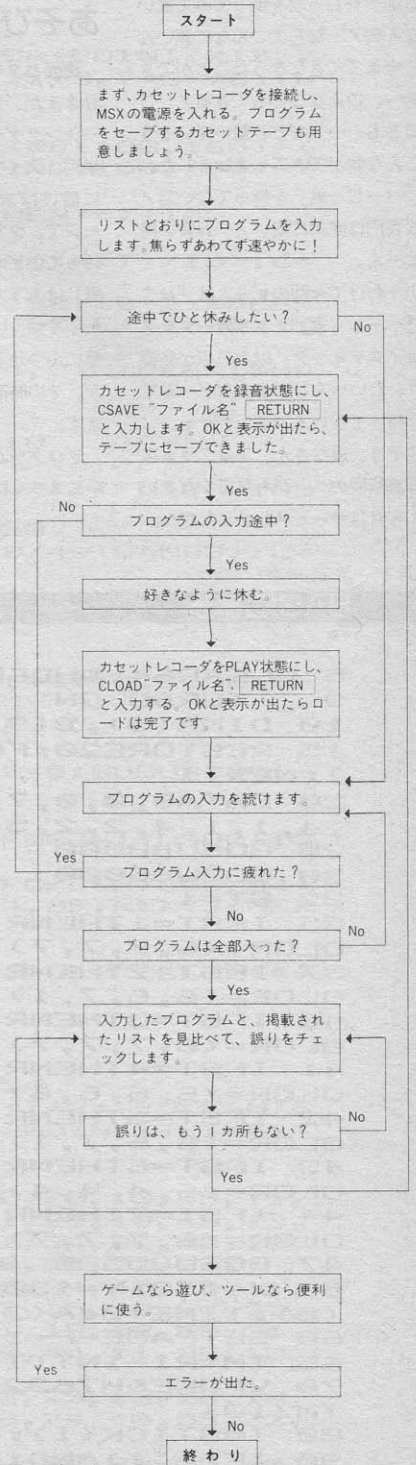 スタート
まず、カセットレコーダを接続し、
MSXの電源を入れる。プログラム
をセーブするカセットテープも用
意しましょう。
リストどおりにプログラムを入力
します。焦らずあわてず速やかに！
途中でひと休みしたい？
No
Yes
カセットレコーダを録音状態にし、
CSAVE "ファイル名" RETURN
と入力します。OKと表示が出たら、
テープにセーブできました。
Yes
No
プログラムの入力途中？
Yes
好きなように休む。
カセットレコーダをPLAY状態にし、
CLOAD"ファイル名", RETURN
と入力する。OKと表示が出たらロ
ードは完了です。
プログラムの入力を続けます。
Yes
プログラム入力に疲れた？
No
プログラムは全部入った？
No
Yes
入力したプログラムと、掲載され
たリストを見比べて、誤りをチェ
ックします。
誤りは、もう1カ所もない？
No
Yes
ゲームなら遊び、ツールなら便利
に使う。
Yes
エラーが出た。
No
終わり